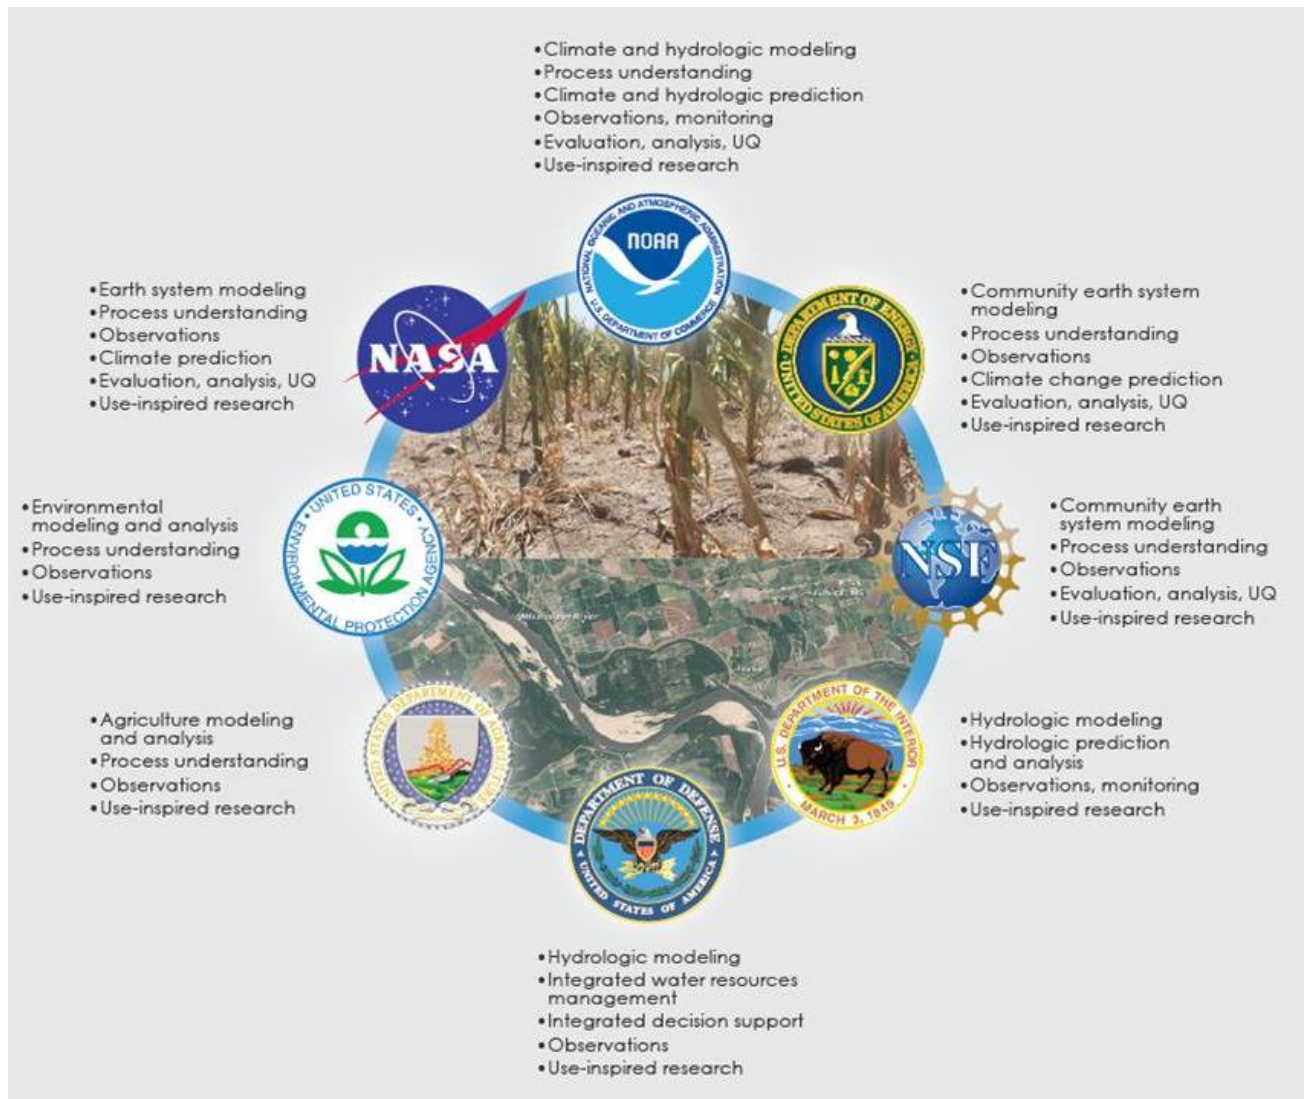 •Climate and hydrologic modeling
•Process understanding
•Climate and hydrologic prediction
•Observations, monitoring
•Evaluation, analysis, UQ
•Use-inspired research
NATIONAL OCEANIC AND ATMOSPHERIC ADMINISTRATION
NOAA
U.S. DEPARTMENT OF COMMERCE
•Earth system modeling
•Process understanding
•Observations
•Climate prediction
•Evaluation, analysis, UQ
•Use-inspired research
NASA
DEPARTMENT OF ENERGY
UNITED STATES OF AMERICA
•Community earth system
modeling
•Process understanding
•Observations
•Climate change prediction
•Evaluation, analysis, UQ
•Use-inspired research
•Environmental
modeling and analysis
•Process understanding
•Observations
•Use-inspired research
UNITED STATES
ENVIRONMENTAL PROTECTION AGENCY
NSF
•Community earth
system modeling
•Process understanding
•Observations
•Evaluation, analysis, UQ
•Use-inspired research
•Agriculture modeling
and analysis
•Process understanding
•Observations
•Use-inspired research
UNITED STATES DEPARTMENT OF AGRICULTURE
U.S. DEPARTMENT OF THE INTERIOR
MARCH 3, 1849
•Hydrologic modeling
•Hydrologic prediction
and analysis
•Observations, monitoring
•Use-inspired research
DEPARTMENT OF DEFENSE
UNITED STATES OF AMERICA
•Hydrologic modeling
•Integrated water resources
management
•Integrated decision support
•Observations
•Use-inspired research